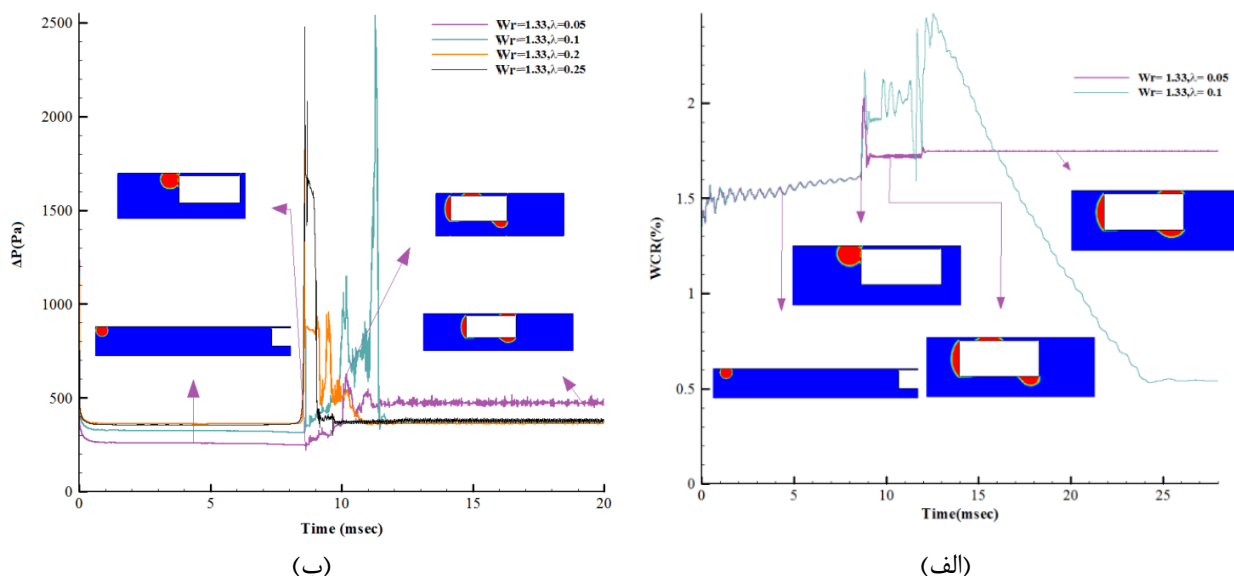 2500
2000
1500
1000
500
0
ΔP(Pa)
Wr=1.33,λ=0.05
Wr=1.33,λ=0.1
Wr=1.33,λ=0.2
Wr=1.33,λ=0.25
0 5 10 15 20
Time (msec)
(ب)
2
1.5
1
0.5
0
WCR(%)
Wr= 1.33,λ= 0.05
Wr= 1.33,λ= 0.1
0 5 10 15 20 25
Time(msec)
(الف)